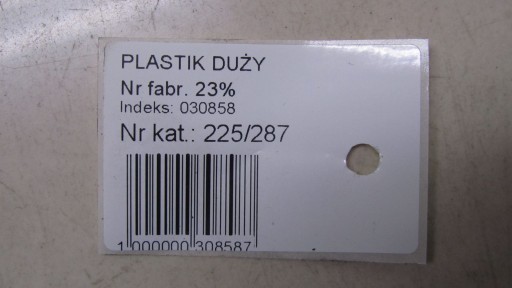 PLASTIK DUŻY
Nr fabr. 23%
Indeks: 030858
Nr kat.: 225/287
1 000000 308587